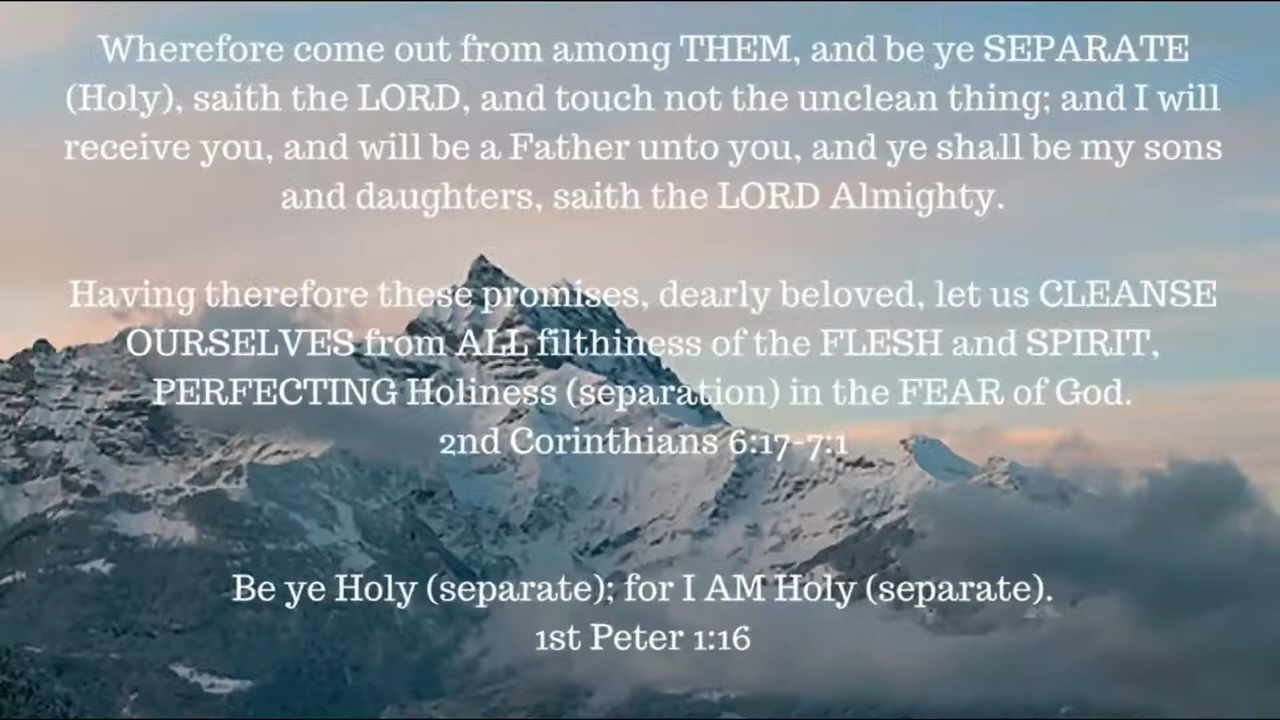 Wherefore come out from among THEM, and be ye SEPARATE
(Holy), saith the LORD, and touch not the unclean thing; and I will
receive you, and will be a Father unto you, and ye shall be my sons
and daughters, saith the LORD Almighty.
Having therefore these promises, dearly beloved, let us CLEANSE
OURSELVES from ALL filthiness of the FLESH and SPIRIT,
PERFECTING Holiness (separation) in the FEAR of God.
2nd Corinthians 6:17-7:1
Be ye Holy (separate); for I AM Holy (separate).
1st Peter 1:16